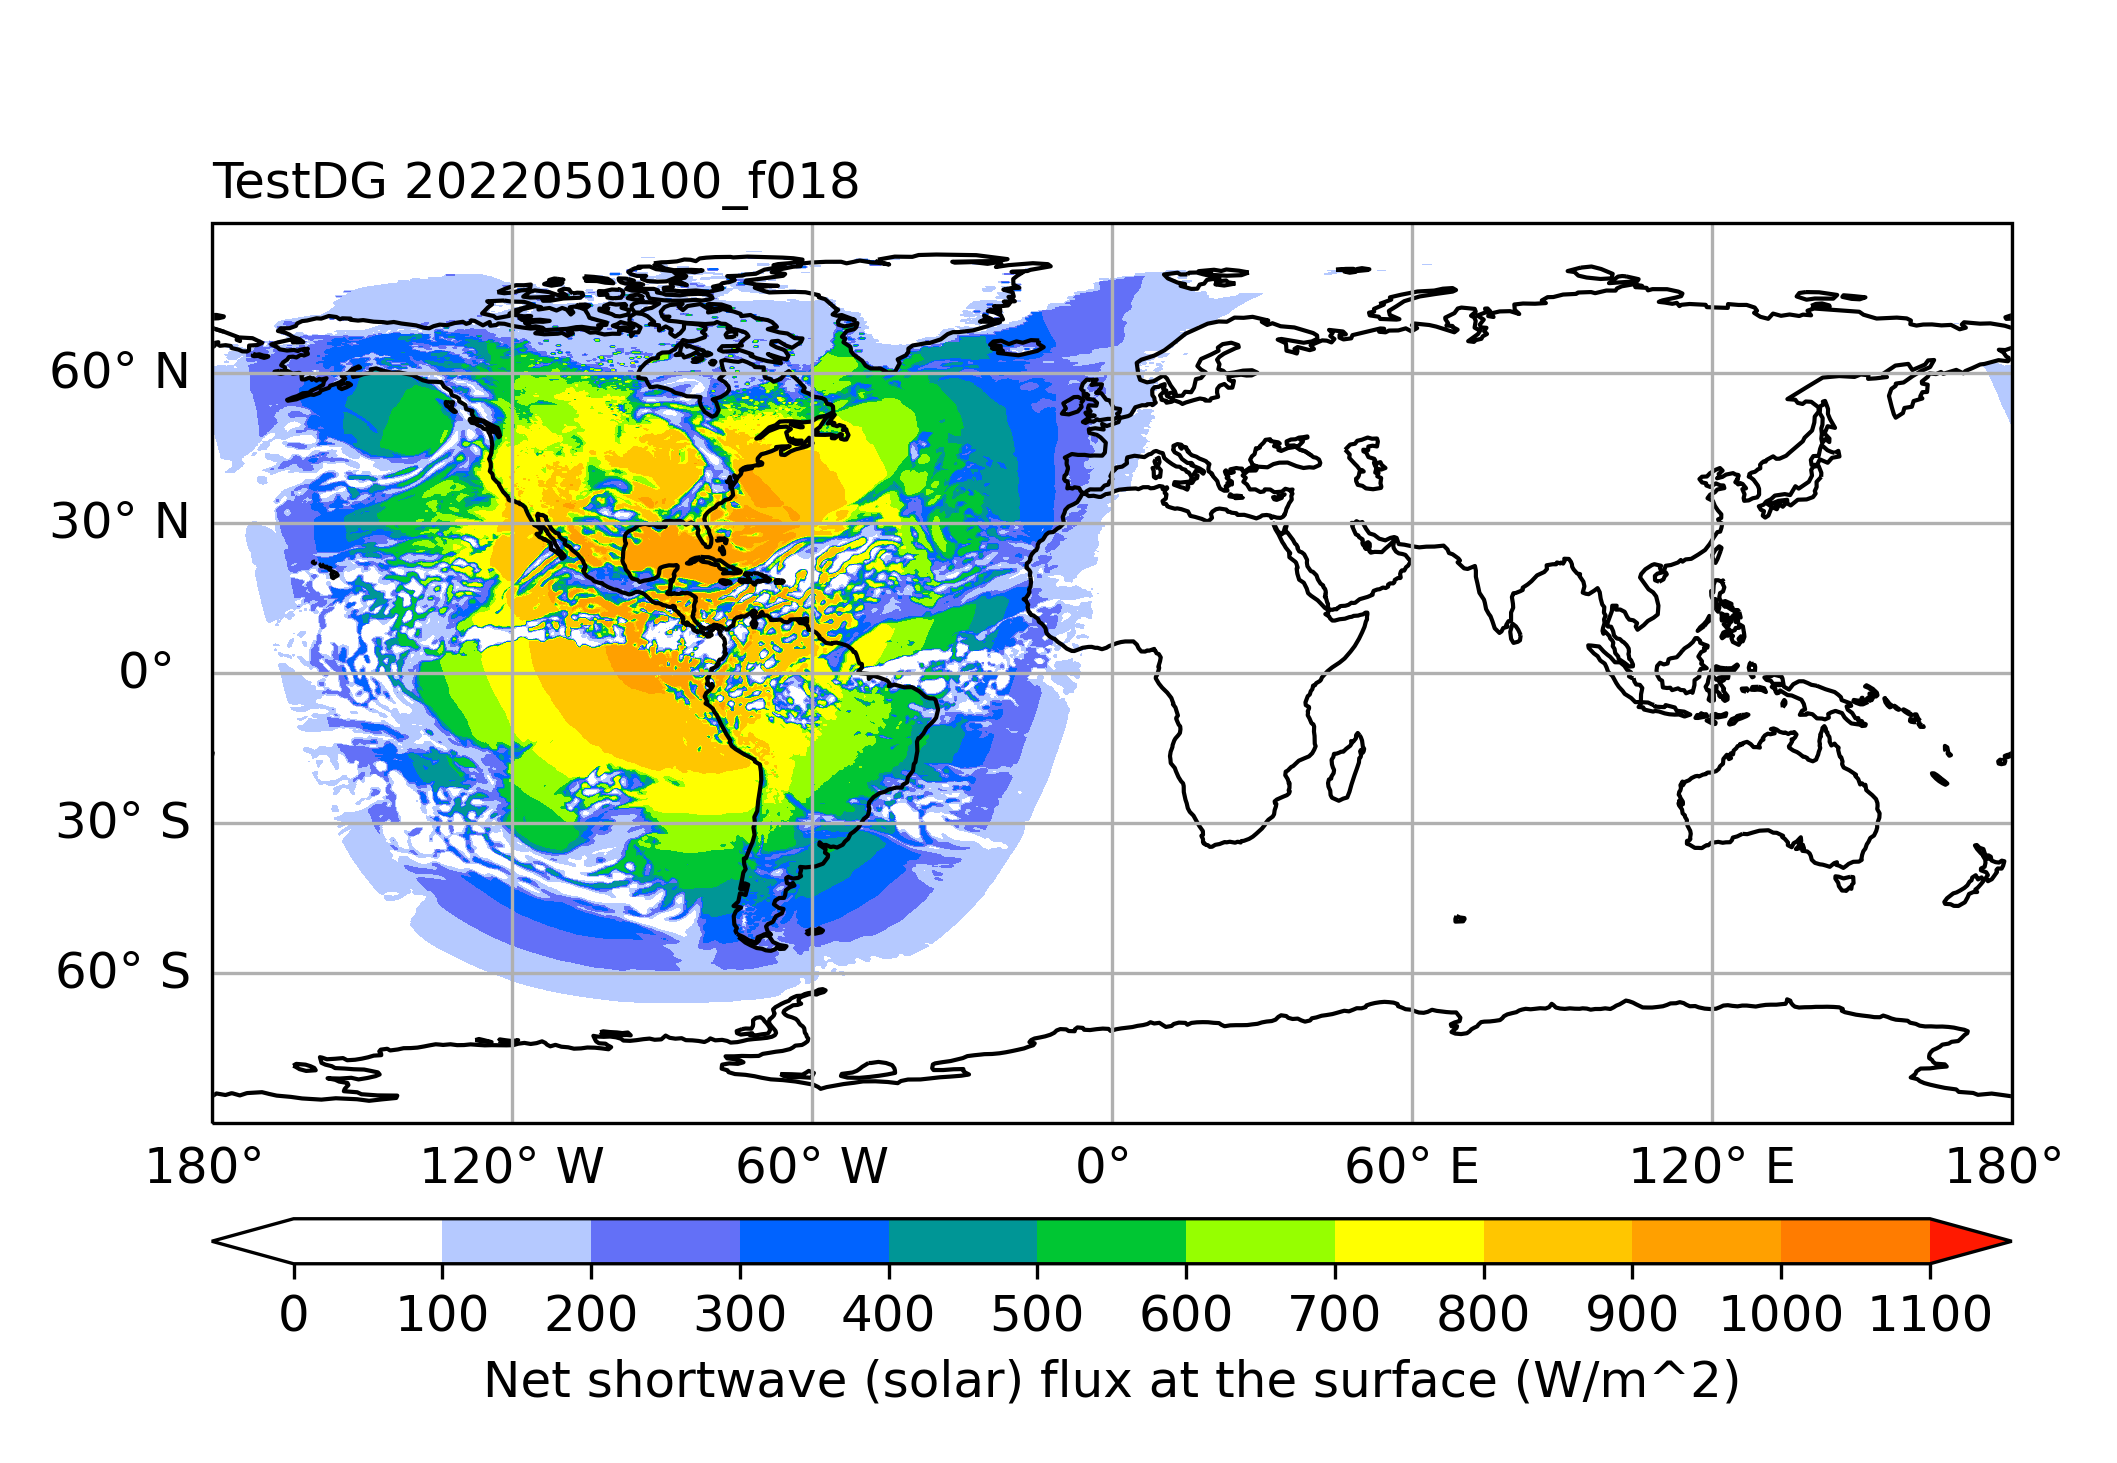 TestDG 2022050100_f018
60° N
30° N
0°
30° S
60° S
180° 120° W 60° W 0° 60° E 120° E 180°
0 100 200 300 400 500 600 700 800 900 1000 1100
Net shortwave (solar) flux at the surface (W/m^2)